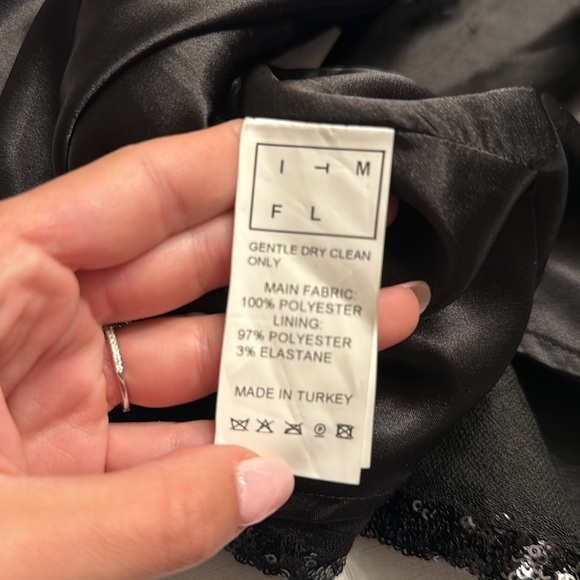 I ⊣ M
F L
GENTLE DRY CLEAN
ONLY
MAIN FABRIC:
100% POLYESTER
LINING:
97% POLYESTER
3% ELASTANE
MADE IN TURKEY